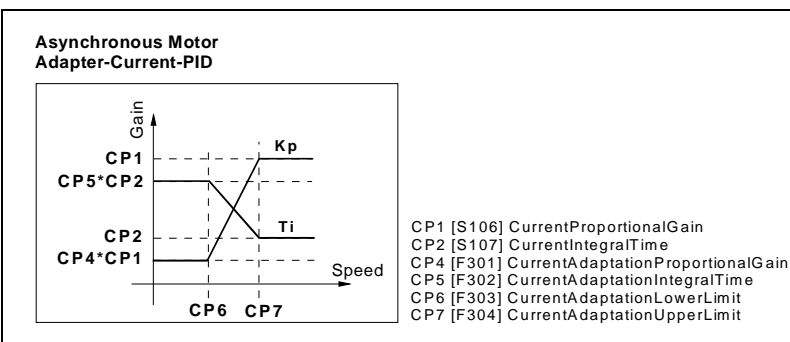 Asynchronous Motor
Adapter-Current-PID
Gain
Kp
CP1
CP5*CP2
Ti
CP2
CP4*CP1
Speed
CP6 CP7
CP1 [S106] CurrentProportionalGain
CP2 [S107] CurrentIntegralTime
CP4 [F301] CurrentAdaptationProportionalGain
CP5 [F302] CurrentAdaptationIntegralTime
CP6 [F303] CurrentAdaptationLowerLimit
CP7 [F304] CurrentAdaptationUpperLimit